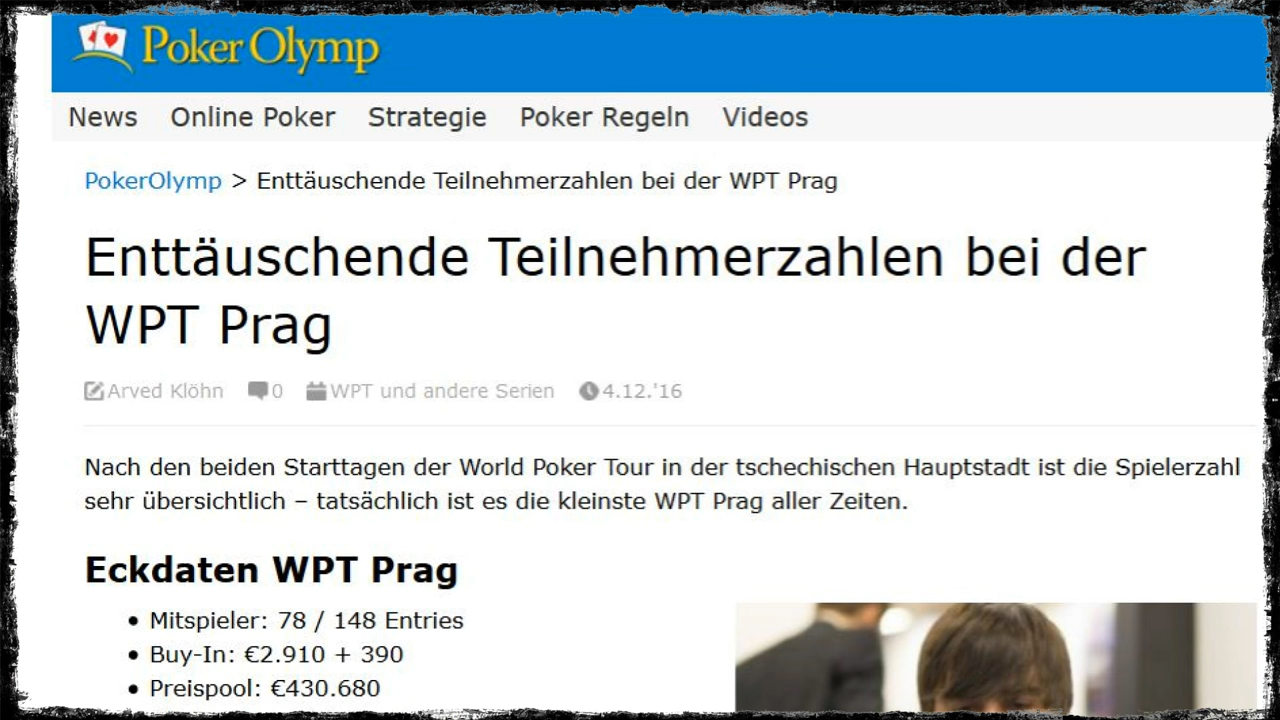 Poker Olymp
News Online Poker Strategie Poker Regeln Videos
PokerOlymp > Enttäuschende Teilnehmerzahlen bei der WPT Prag
Enttäuschende Teilnehmerzahlen bei der
WPT Prag
Arved Klöhn 0 WPT und andere Serien 4.12.'16
Nach den beiden Starttagen der World Poker Tour in der tschechischen Hauptstadt ist die Spielerzahl
sehr übersichtlich – tatsächlich ist es die kleinste WPT Prag aller Zeiten.
Eckdaten WPT Prag
• Mitspieler: 78 / 148 Entries
• Buy-In: €2.910 + 390
• Preispool: €430.680